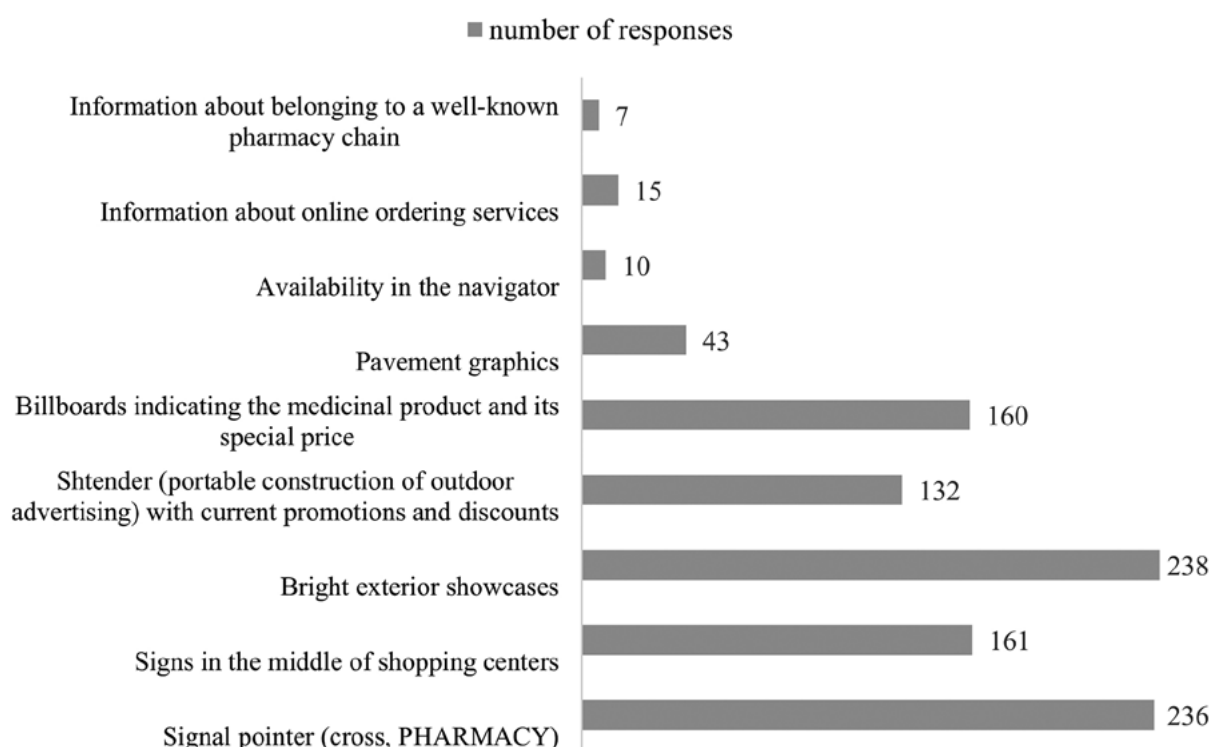 number of responses
Information about belonging to a well-known
pharmacy chain
7
Information about online ordering services
15
Availability in the navigator
10
Pavement graphics
43
Billboards indicating the medicinal product and its
special price
160
Shtender (portable construction of outdoor
advertising) with current promotions and discounts
132
Bright exterior showcases
238
Signs in the middle of shopping centers
161
Signal pointer (cross, PHARMACY)
236